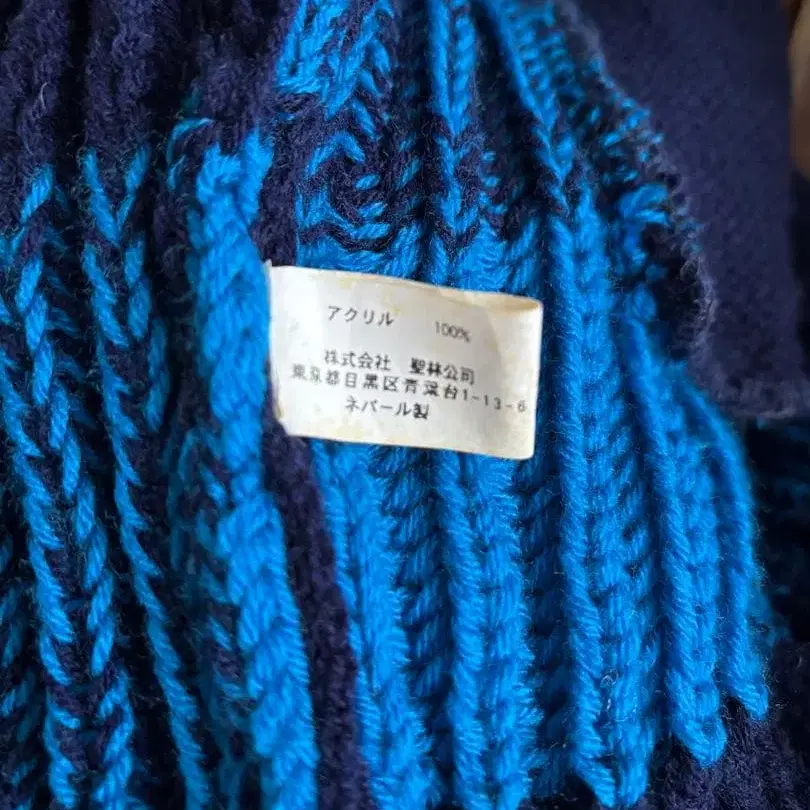 アクリル 100%
株式会社 聖林公司
東京都目黒区青葉台1-13-6
ネパール製